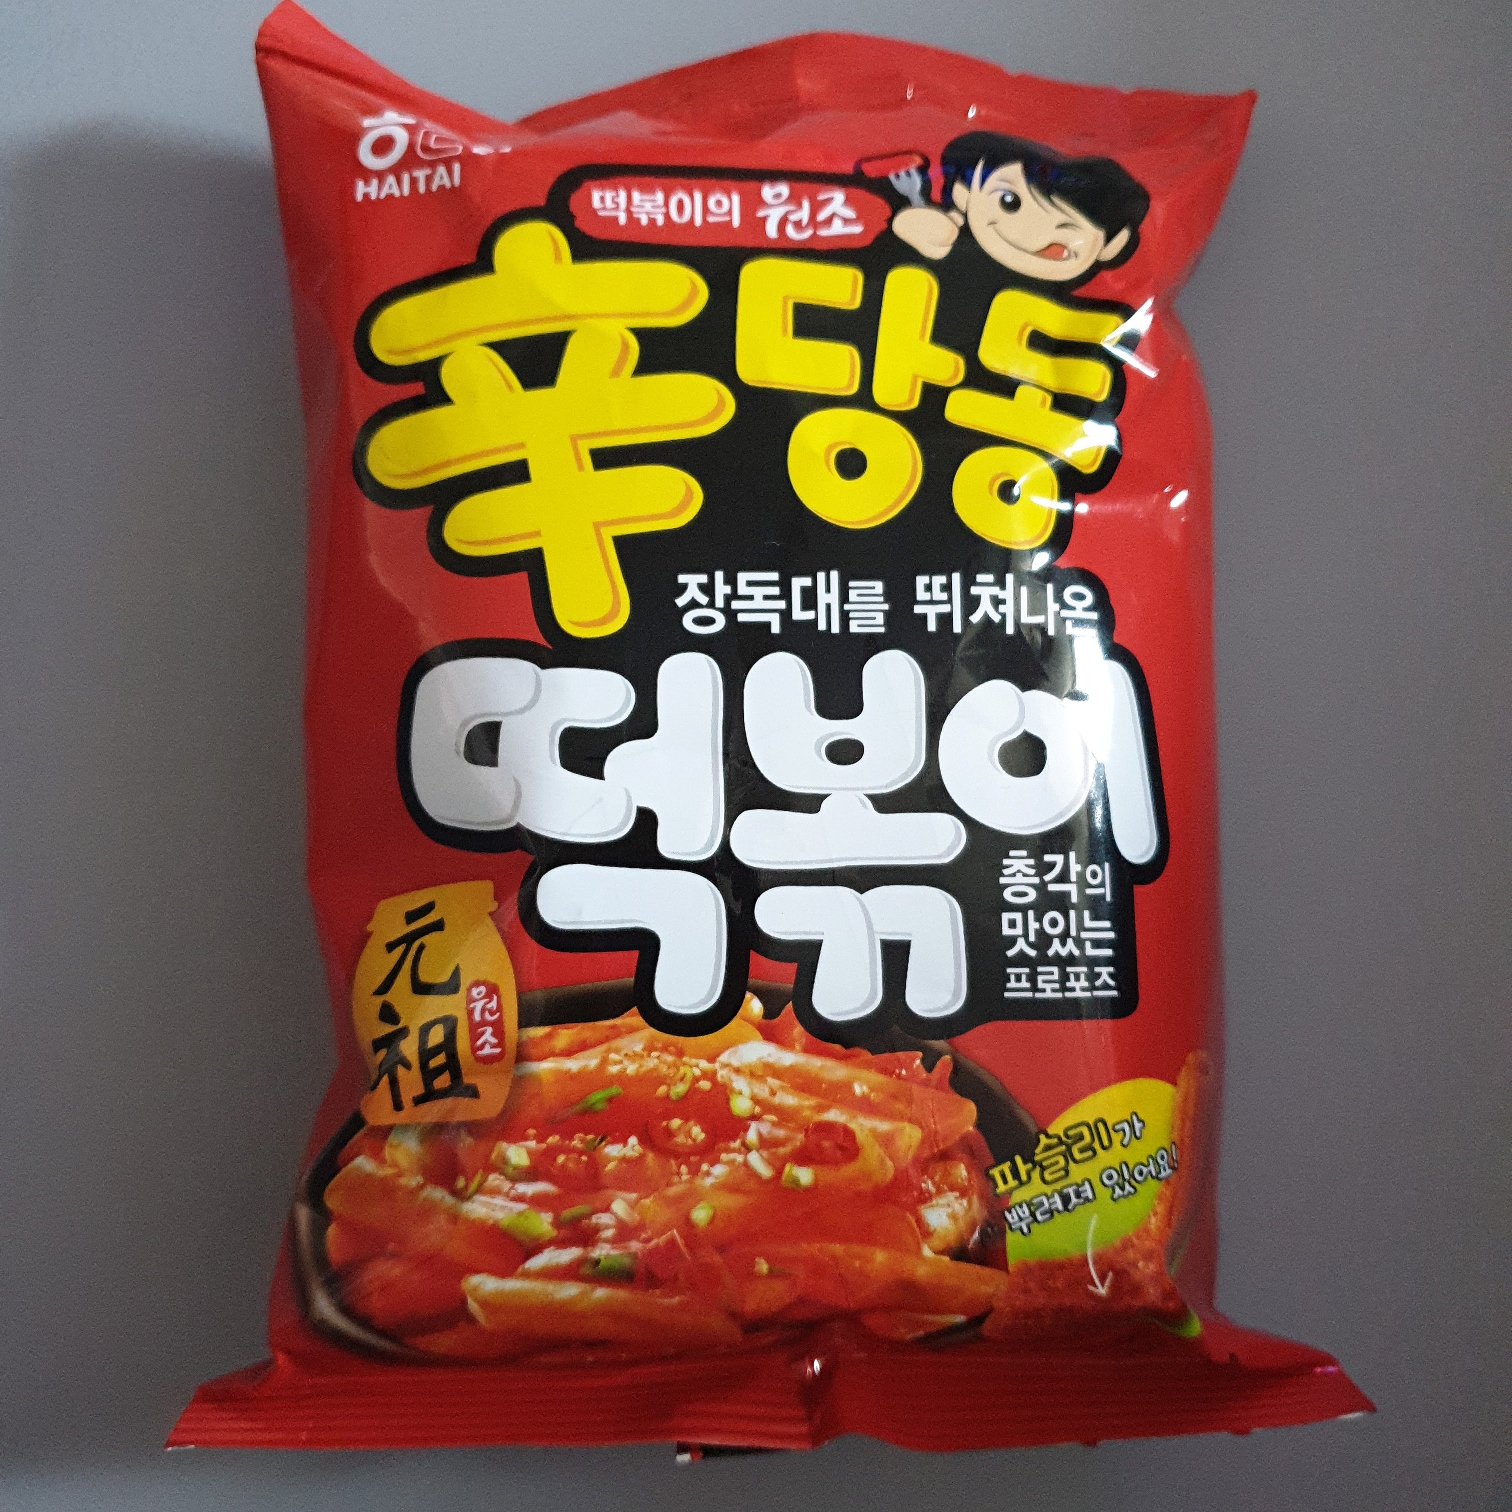 HAITAI
떡볶이의 원조
辛당동
장독대를 뛰쳐나온
떡볶이
총각의
맛있는
프로포즈
元祖
원조
파슬리가
뿌려져 있어요!